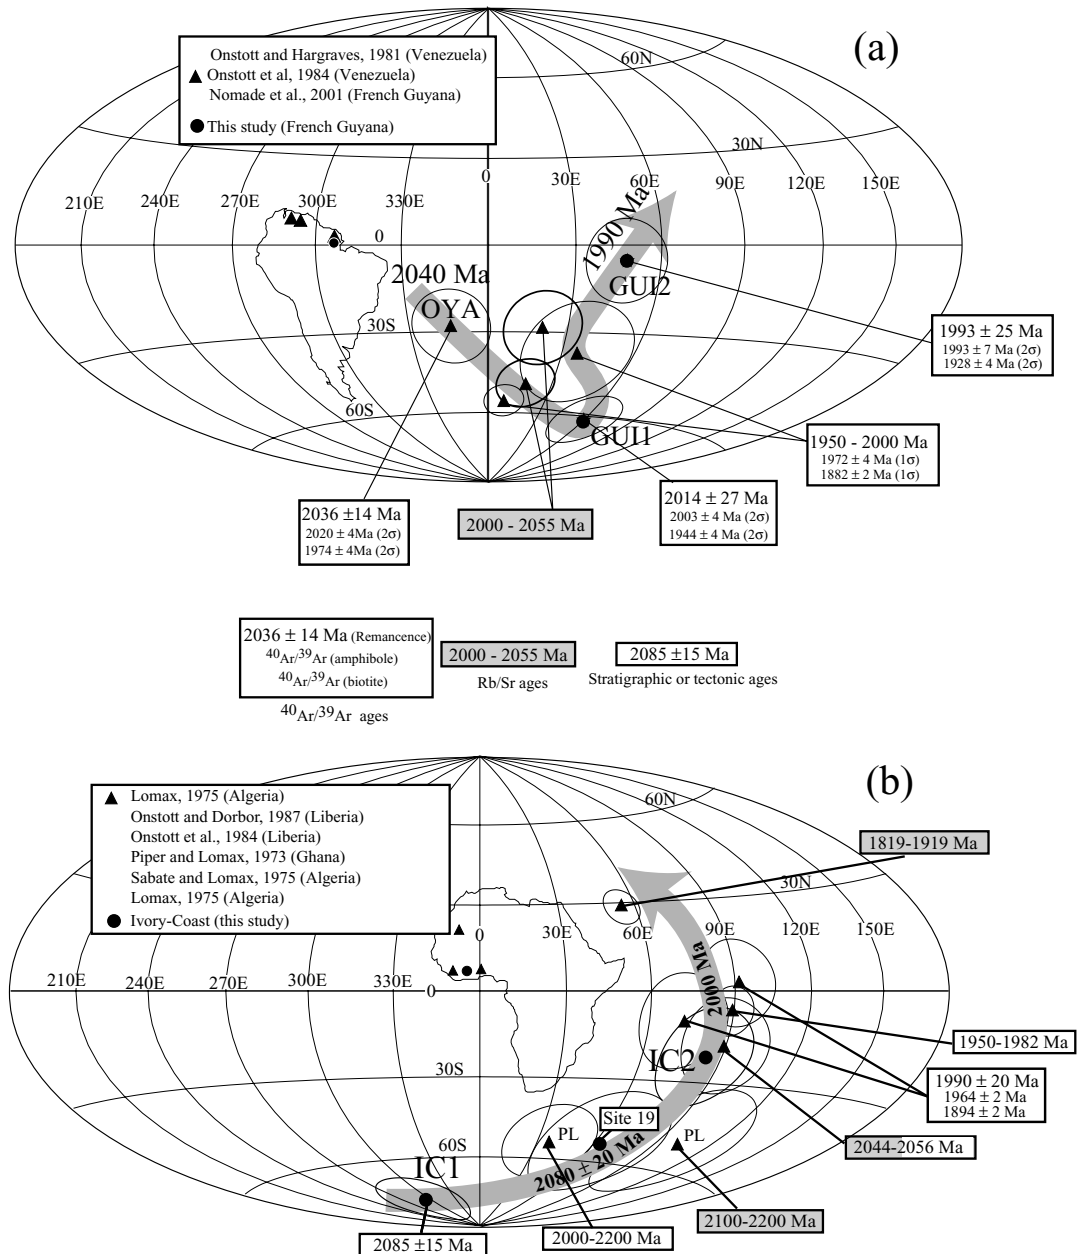 (a)
Onstott and Hargraves, 1981 (Venezuela)
Onstott et al, 1984 (Venezuela)
Nomade et al., 2001 (French Guyana)
This study (French Guyana)
60N
30N
0
30E
60E
90E
120E
150E
210E
240E
270E
300E
330E
0
1990 Ma
GUI2
2040 Ma
OYA
30S
60S
GUI1
1993 ± 25 Ma
1993 ± 7 Ma (2σ)
1928 ± 4 Ma (2σ)
1950 - 2000 Ma
1972 ± 4 Ma (1σ)
1882 ± 2 Ma (1σ)
2014 ± 27 Ma
2003 ± 4 Ma (2σ)
1944 ± 4 Ma (2σ)
2036 ±14 Ma
2020 ± 4Ma (2σ)
1974 ± 4Ma (2σ)
2000 - 2055 Ma
2036 ± 14 Ma (Remancence)
40Ar/39Ar (amphibole)
40Ar/39Ar (biotite)
40Ar/39Ar ages
2000 - 2055 Ma
Rb/Sr ages
2085 ±15 Ma
Stratigraphic or tectonic ages
(b)
Lomax, 1975 (Algeria)
Onstott and Dorbor, 1987 (Liberia)
Onstott et al., 1984 (Liberia)
Piper and Lomax, 1973 (Ghana)
Sabate and Lomax, 1975 (Algeria)
Lomax, 1975 (Algeria)
Ivory-Coast (this study)
60N
1819-1919 Ma
30N
0
30E
60E
90E
120E
150E
210E
240E
270E
300E
330E
0
2000 Ma
1950-1982 Ma
IC2
30S
1990 ± 20 Ma
1964 ± 2 Ma
1894 ± 2 Ma
Site 19
PL
PL
2044-2056 Ma
60S
2080 ± 20 Ma
IC1
2100-2200 Ma
2000-2200 Ma
2085 ±15 Ma